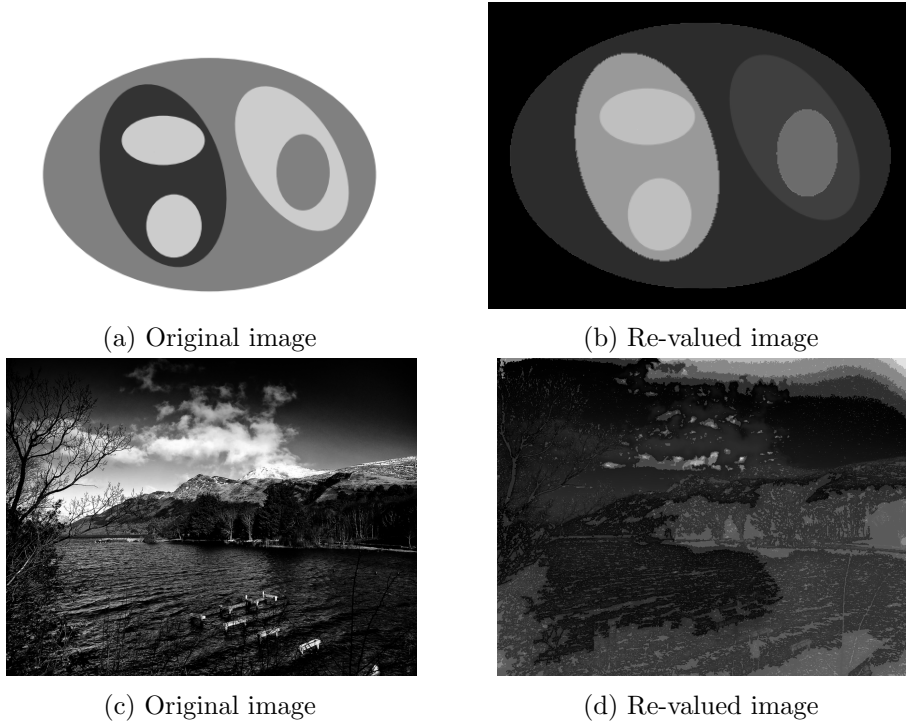 (a) Original image
(b) Re-valued image
(c) Original image
(d) Re-valued image